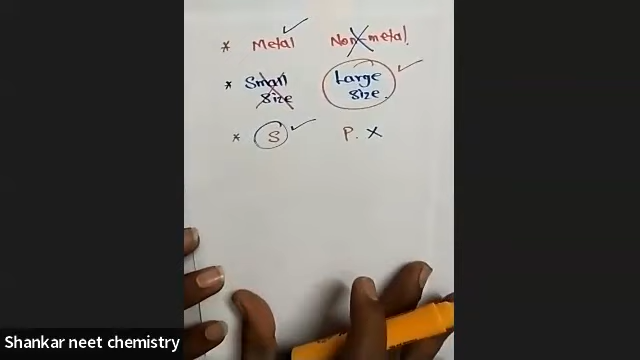 * Metal Non-metal
* Small size Large size.
* S P. X
Shankar neet chemistry